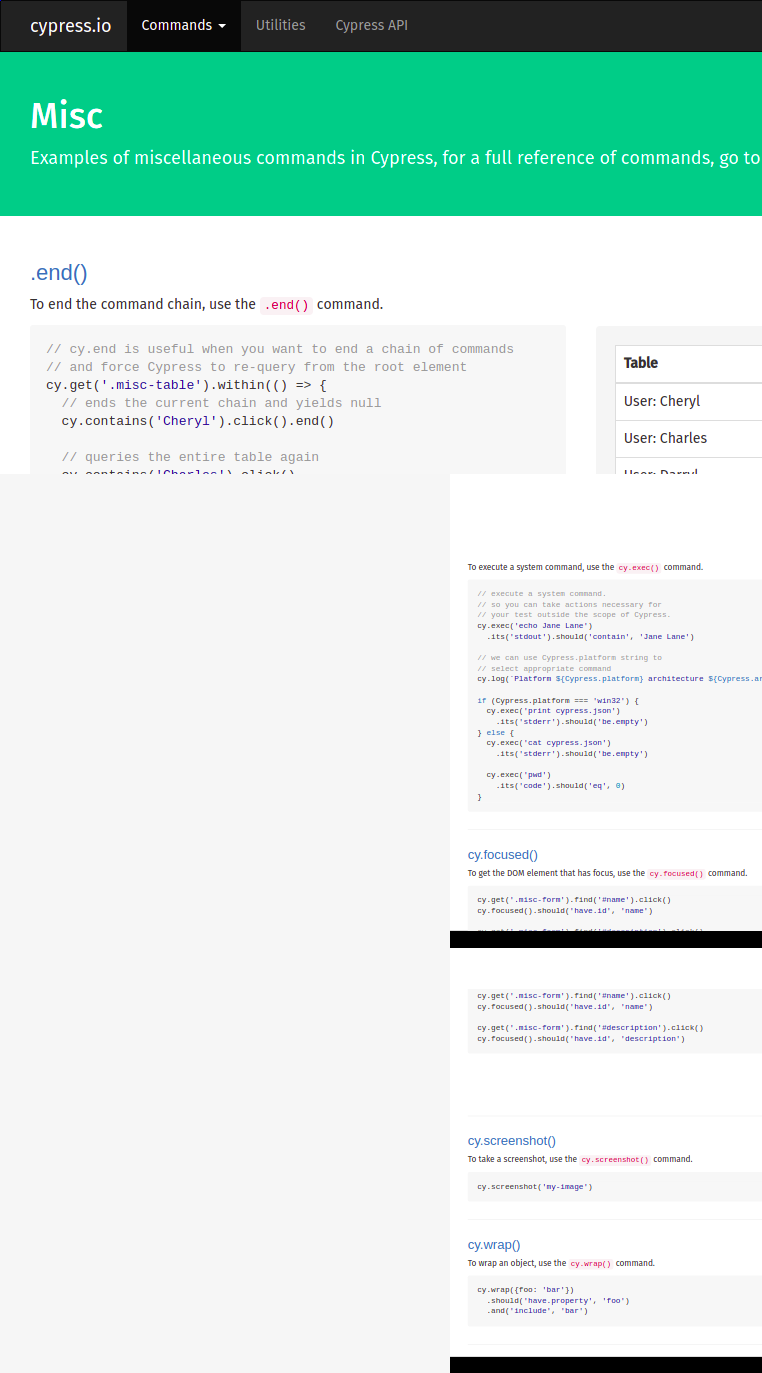 cypress.io Commands Utilities Cypress API
Misc
Examples of miscellaneous commands in Cypress, for a full reference of commands, go to
.end()
To end the command chain, use the .end() command.
// cy.end is useful when you want to end a chain of commands
// and force Cypress to re-query from the root element
cy.get('.misc-table').within(() => {
  // ends the current chain and yields null
  cy.contains('Cheryl').click().end()
  // queries the entire table again
  cy.contains('Charles').click()
Table
User: Cheryl
User: Charles
User: Darryl
To execute a system command, use the cy.exec() command.
// execute a system command.
// so you can take actions necessary for
// your test outside the scope of Cypress.
cy.exec('echo Jane Lane')
  .its('stdout').should('contain', 'Jane Lane')
// we can use Cypress.platform string to
// select appropriate command
cy.log(`Platform ${Cypress.platform} architecture ${Cypress.ar
if (Cypress.platform === 'win32') {
  cy.exec('print cypress.json')
    .its('stderr').should('be.empty')
} else {
  cy.exec('cat cypress.json')
    .its('stderr').should('be.empty')
  cy.exec('pwd')
    .its('code').should('eq', 0)
}
cy.focused()
To get the DOM element that has focus, use the cy.focused() command.
cy.get('.misc-form').find('#name').click()
cy.focused().should('have.id', 'name')
cy.get('.misc-form').find('#description').click()
cy.get('.misc-form').find('#name').click()
cy.focused().should('have.id', 'name')
cy.get('.misc-form').find('#description').click()
cy.focused().should('have.id', 'description')
cy.screenshot()
To take a screenshot, use the cy.screenshot() command.
cy.screenshot('my-image')
cy.wrap()
To wrap an object, use the cy.wrap() command.
cy.wrap({foo: 'bar'})
  .should('have.property', 'foo')
  .and('include', 'bar')